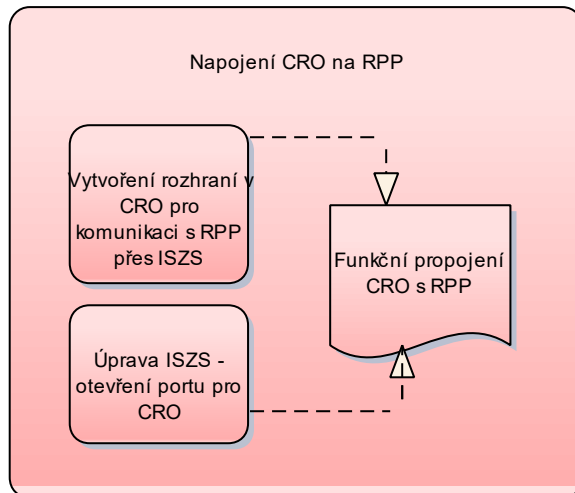 Napojení CRO na RPP
Vytvoření rozhraní v
CRO pro
komunikaci s RPP
přes ISZS
Funkční propojení
CRO s RPP
Úprava ISZS -
otevření portu pro
CRO